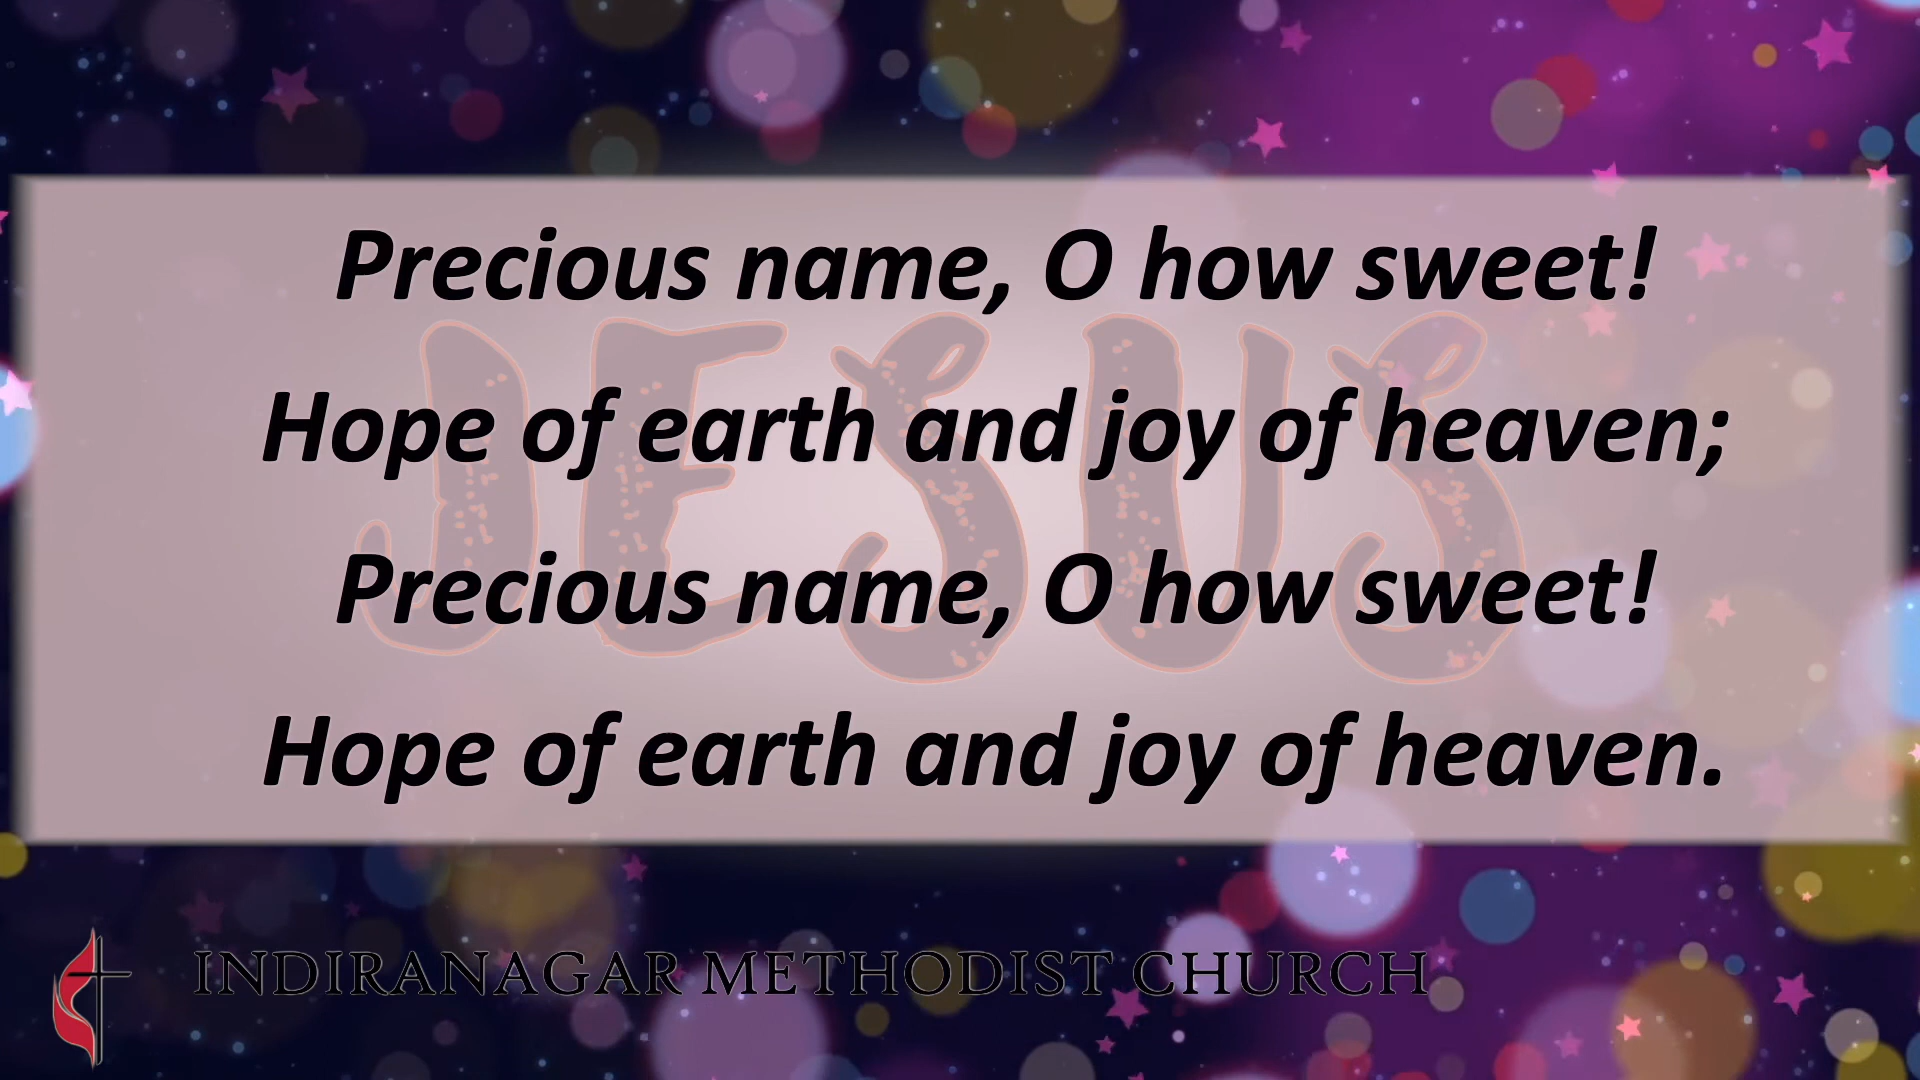 Precious name, O how sweet!
JESUS
Hope of earth and joy of heaven;
Precious name, O how sweet!
Hope of earth and joy of heaven.
INDIRANAGAR METHODIST CHURCH